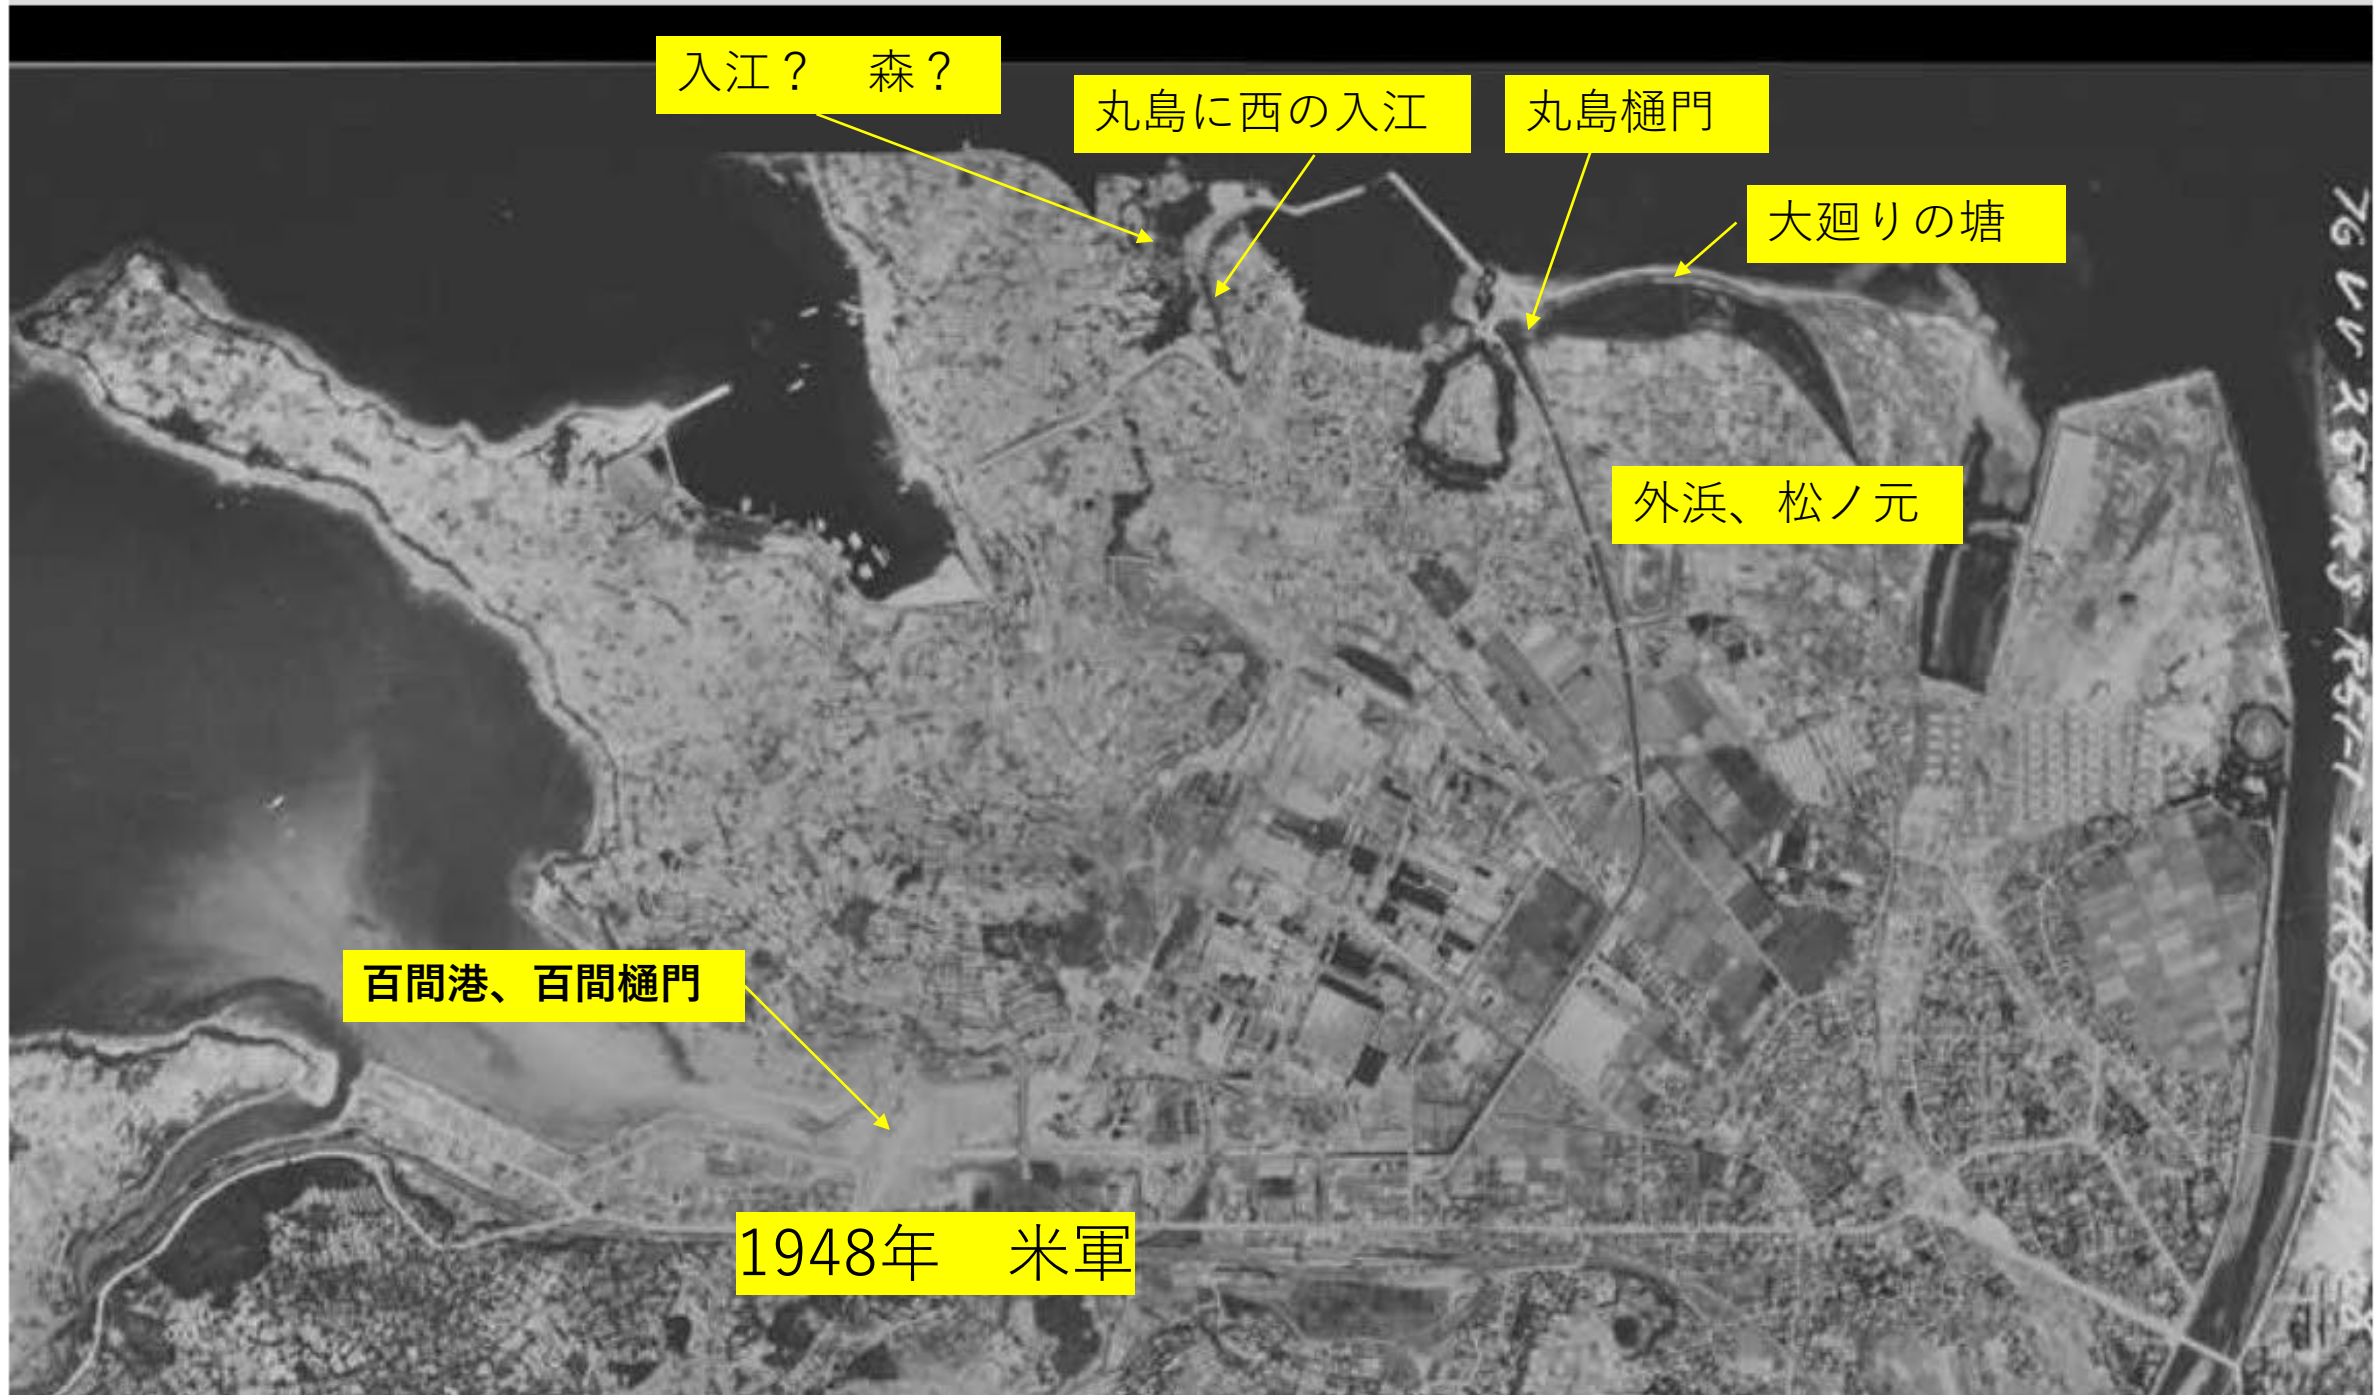 入江？　森？
丸島に西の入江
丸島樋門
大廻りの塘
外浜、松ノ元
百間港、百間樋門
1948年　米軍